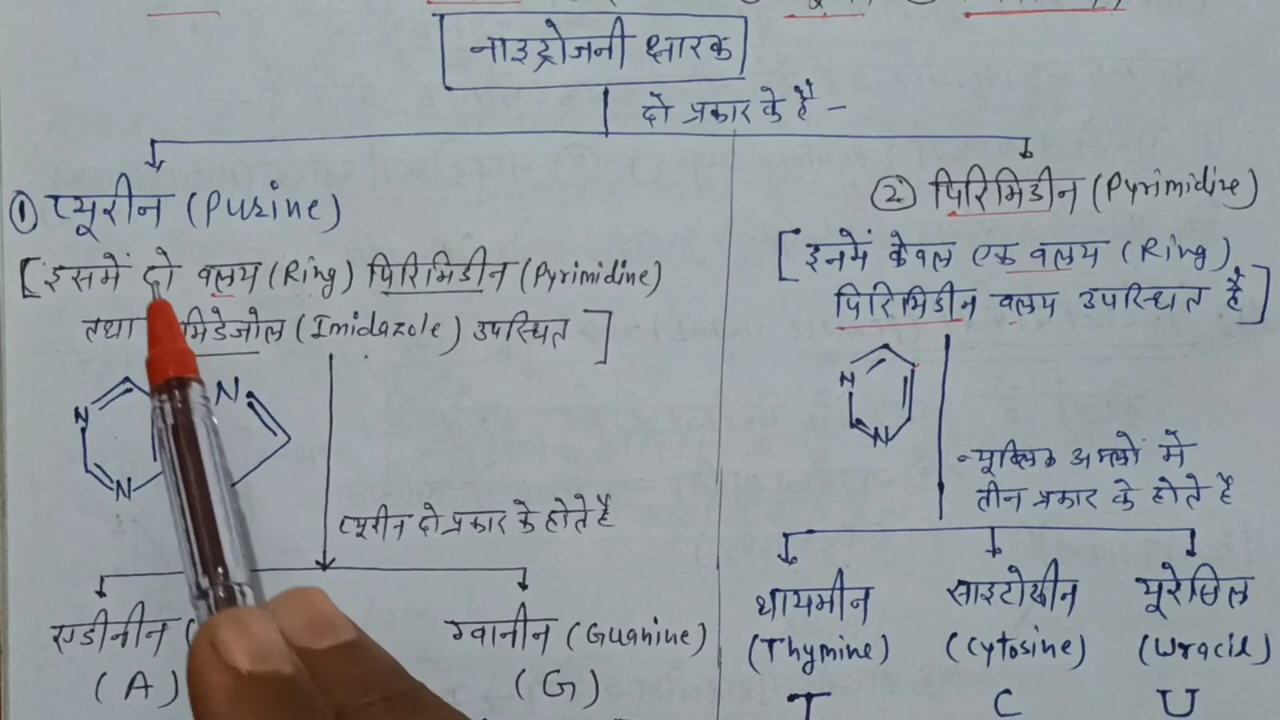 नाइट्रोजनी क्षारक
दो प्रकार के हैं –
① प्यूरीन (Purine)
[इसमें दो वलय (Ring) पिरिमिडीन (Pyrimidine)
तथा मिडेजोल (Imidazole) उपस्थित]
N
N
N
प्यूरीन दो प्रकार के होते हैं
एडीनीन (
(A)
ग्वानीन (Guanine)
(G)
② पिरिमिडीन (Pyrimidine)
[इनमें केवल एक वलय (Ring)
पिरिमिडीन वलय उपस्थित है]
N
N
न्यूक्लिक अम्लो में
तीन प्रकार के होते है
थायमीन
(Thymine)
T
साइटोसीन
(Cytosine)
C
यूरेसिल
(Uracil)
U